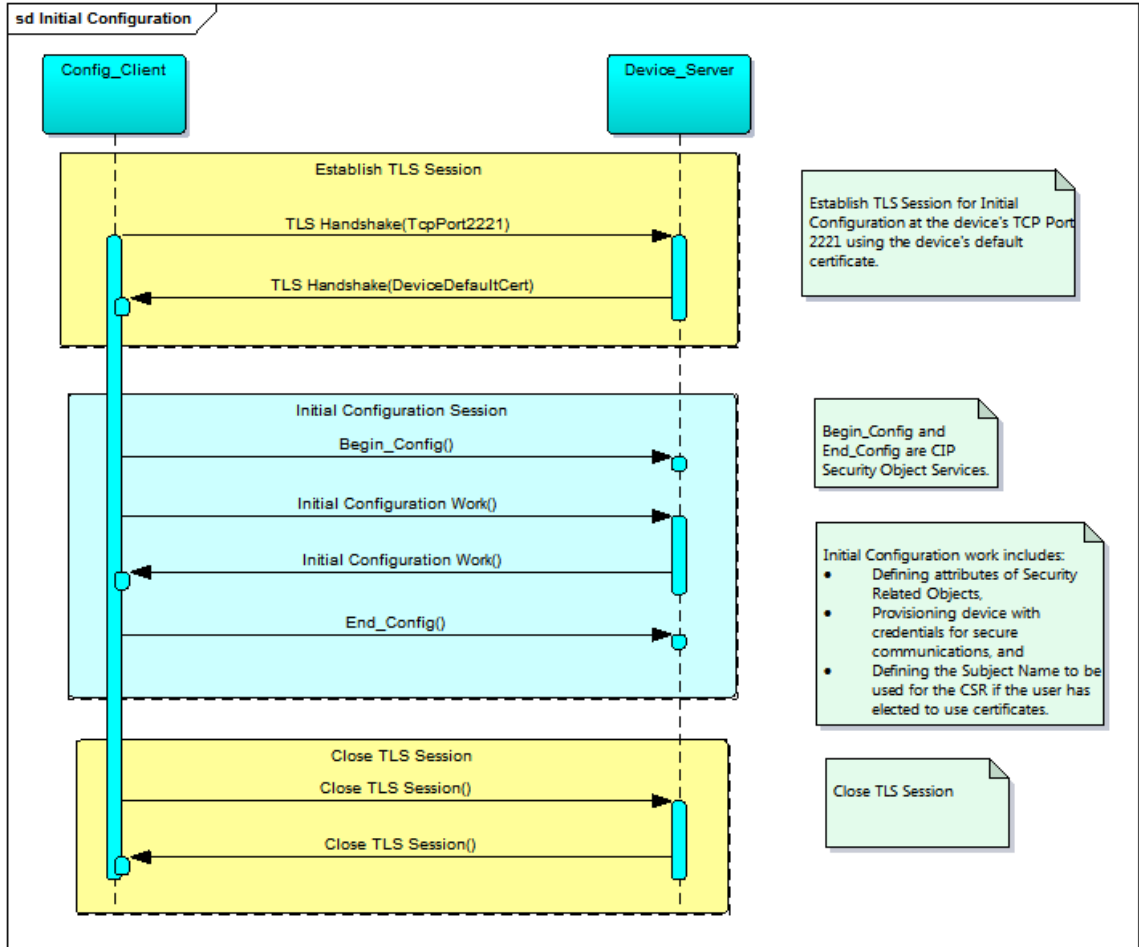 sd Initial Configuration
Config_Client
Device_Server
Establish TLS Session
TLS Handshake(TcpPort2221)
TLS Handshake(DeviceDefaultCert)
Establish TLS Session for Initial
Configuration at the device's TCP Port
2221 using the device's default
certificate.
Initial Configuration Session
Begin_Config()
Initial Configuration Work()
Initial Configuration Work()
End_Config()
Begin_Config and
End_Config are CIP
Security Object Services.
Initial Configuration work includes:
● Defining attributes of Security
Related Objects,
● Provisioning device with
credentials for secure
communications, and
● Defining the Subject Name to be
used for the CSR if the user has
elected to use certificates.
Close TLS Session
Close TLS Session()
Close TLS Session()
Close TLS Session